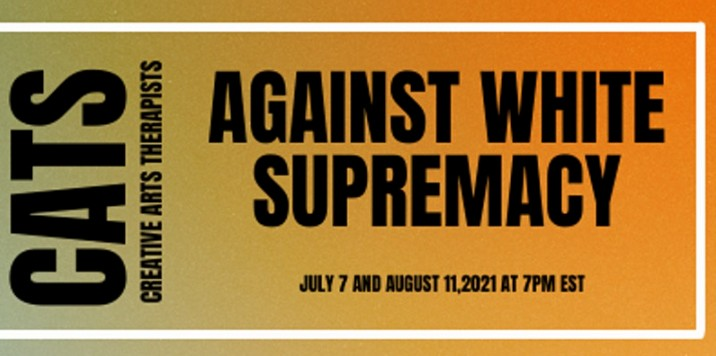 CATS
CREATIVE ARTS THERAPISTS
AGAINST WHITE
SUPREMACY
JULY 7 AND AUGUST 11,2021 AT 7PM EST